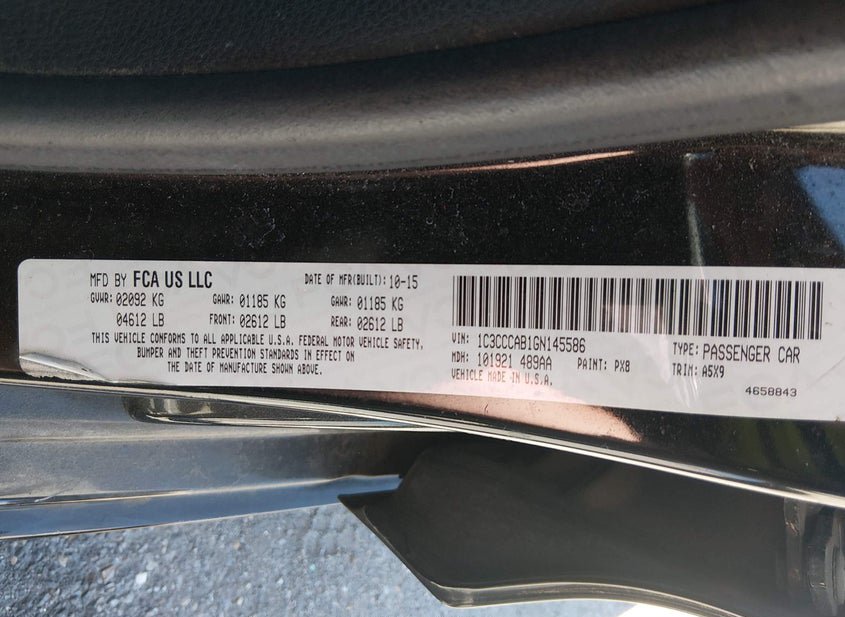 MFD BY FCA US LLC DATE OF MFR(BUILT): 10-15
GVWR: 02092 KG GAWR: 01185 KG GAWR: 01185 KG
04612 LB FRONT: 02612 LB REAR: 02612 LB
THIS VEHICLE CONFORMS TO ALL APPLICABLE U.S.A. FEDERAL MOTOR VEHICLE SAFETY,
BUMPER AND THEFT PREVENTION STANDARDS IN EFFECT ON
THE DATE OF MANUFACTURE SHOWN ABOVE.
VIN: 1C3CCCAB1GN145586 TYPE: PASSENGER CAR
MDH: 101921 489AA PAINT: PX8 TRIM: A5X9
VEHICLE MADE IN U.S.A.
4658843